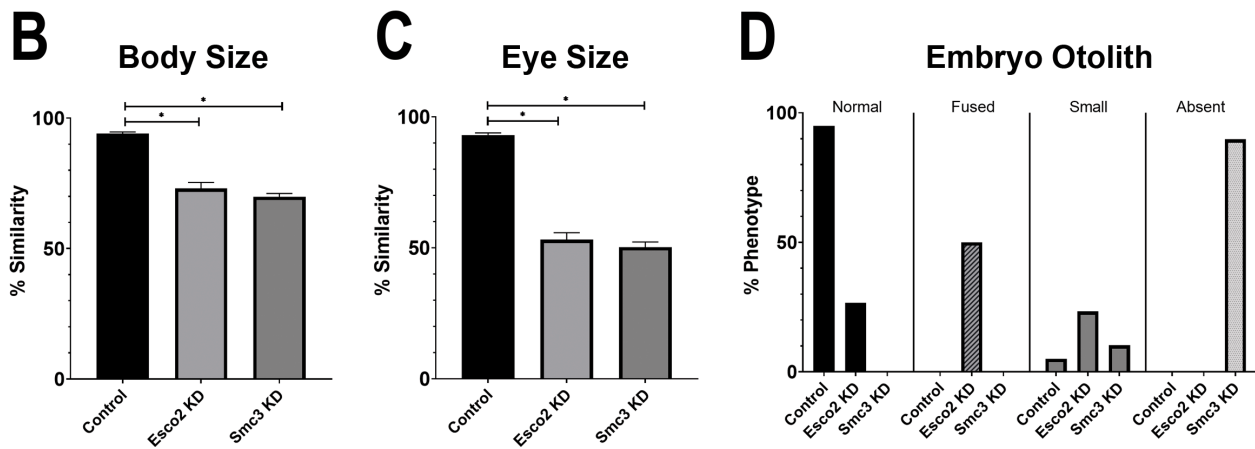 B
Body Size
% Similarity
100
50
0
*
*
Control
Esco2 KD
Smc3 KD
C
Eye Size
% Similarity
100
50
0
*
*
Control
Esco2 KD
Smc3 KD
D
Embryo Otolith
Normal
Fused
Small
Absent
% Phenotype
100
50
0
Control
Esco2 KD
Smc3 KD
Control
Esco2 KD
Smc3 KD
Control
Esco2 KD
Smc3 KD
Control
Esco2 KD
Smc3 KD